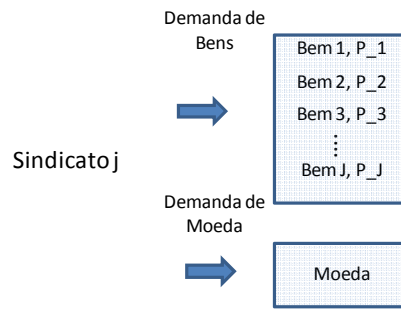 Demanda de
Bens
Bem 1, P_1
Bem 2, P_2
Bem 3, P_3
Sindicato j
Bem J, P_J
Demanda de
Moeda
Moeda